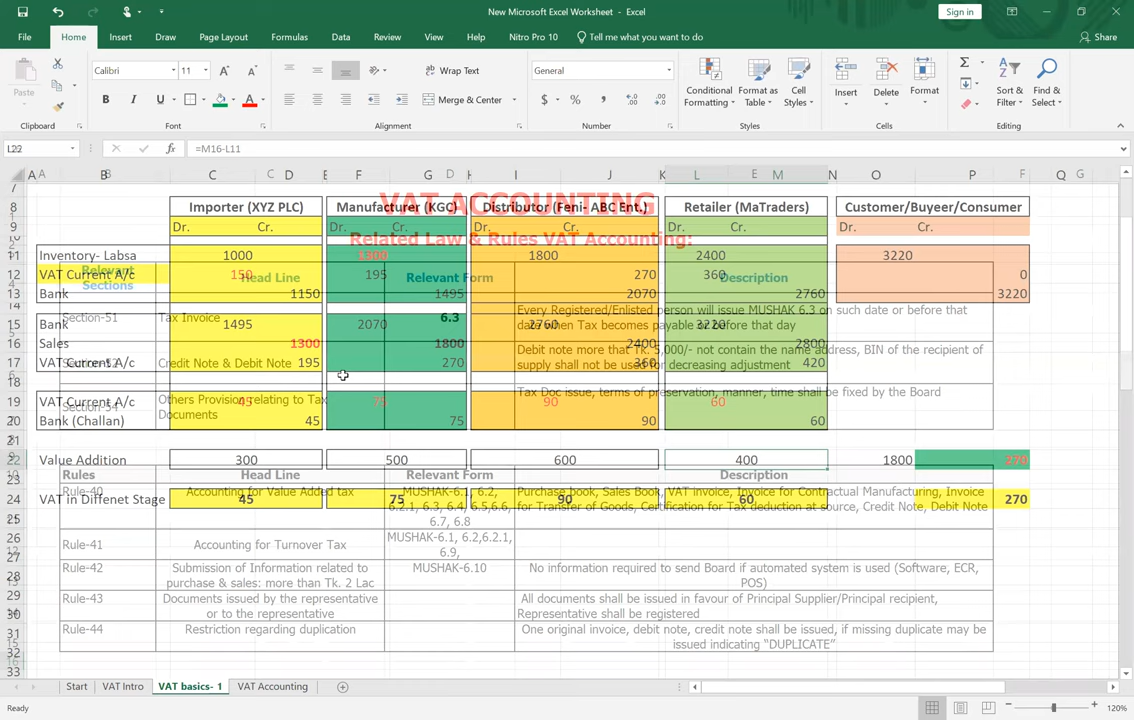 New Microsoft Excel Worksheet - Excel
Sign in
File Home Insert Draw Page Layout Formulas Data Review View Help Nitro Pro 10 Tell me what you want to do Share
Paste
Calibri 11
B I U
Wrap Text
Merge & Center
General
$ % ,
Conditional Formatting
Format as Table
Cell Styles
Insert Delete Format
Sort & Filter
Find & Select
Clipboard Font Alignment Number Styles Cells Editing
fx =M16-L11
VAT ACCOUNTING
Related Law & Rules VAT Accounting:
Importer (XYZ PLC) Manufacturer (KGC) Distributor (Feni- ABC Ent.) Retailer (MaTraders) Customer/Buyeer/Consumer
Dr. Cr. Dr. Cr. Dr. Cr. Dr. Cr. Dr. Cr.
Inventory- Labsa 1000 1300 1800 2400 3220
VAT Current A/c 150 195 270 360 0
Bank 1150 1495 2070 2760 3220
Bank 1495 2070 2760 3220
Sales 1300 1800 2400 2800
VAT Current A/c 195 270 360 420
VAT Current A/c 45 75 90 60
Bank (Challan) 45 75 90 60
Value Addition 300 500 600 400 1800 270
VAT in Diffenet Stage 45 75 90 60 270
Relevant Sections Head Line Relevant Form Description
Section-51 Tax Invoice 6.3 Every Registered/Enlisted person will issue MUSHAK 6.3 on such date or before that
date when Tax becomes payable or before that day
Credit Note & Debit Note Debit note more that Tk. 5,000/- not contain the name address, BIN of the recipient of
supply shall not be used for decreasing adjustment
Section-54 Others Provision relating to Tax Documents Tax Doc issue, terms of preservation, manner, time shall be fixed by the Board
Rules Head Line Relevant Form Description
Rule-40 Accounting for Value Added tax MUSHAK-6.1, 6.2, 6.2.1, 6.3, 6.4, 6.5,6.6, 6.7, 6.8 Purchase book, Sales Book, VAT invoice, Invoice for Contractual Manufacturing, Invoice
for Transfer of Goods, Certification for Tax deduction at source, Credit Note, Debit Note
Rule-41 Accounting for Turnover Tax MUSHAK-6.1, 6.2,6.2.1, 6.9,
Rule-42 Submission of Information related to purchase & sales: more than Tk. 2 Lac MUSHAK-6.10 No information required to send Board if automated system is used (Software, ECR, POS)
Rule-43 Documents issued by the representative or to the representative All documents shall be issued in favour of Principal Supplier/Principal recipient,
Representative shall be registered
Rule-44 Restriction regarding duplication One original invoice, debit note, credit note shall be issued, if missing duplicate may be
issued indicating “DUPLICATE”
Start VAT Intro VAT basics- 1 VAT Accounting
Ready 120%